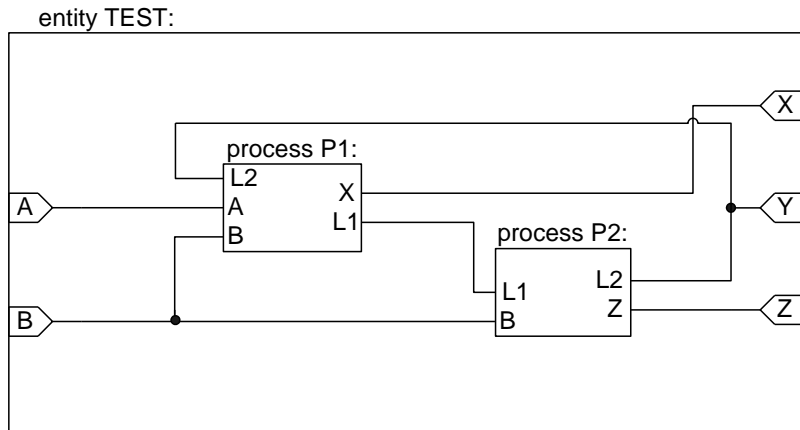 entity TEST:
X
process P1:
L2
X
A
A
Y
L1
B
process P2:
L2
L1
Z
Z
B
B